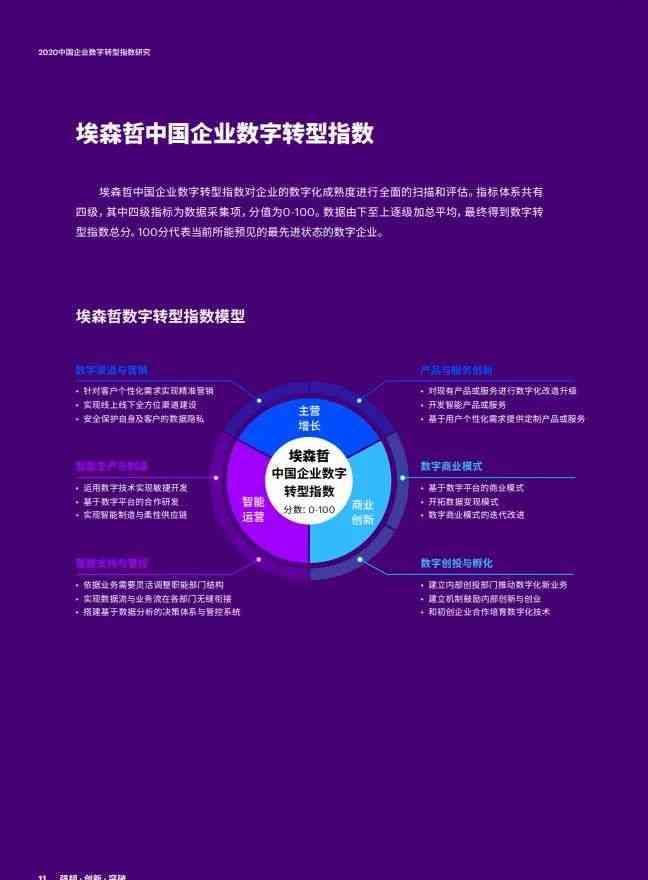 2020中国企业数字转型指数研究
埃森哲中国企业数字转型指数
埃森哲中国企业数字转型指数对企业的数字化成熟度进行全面的扫描和评估。指标体系共有
四级，其中四级指标为数据采集项，分值为0-100。数据由下至上逐级加总平均，最终得到数字转
型指数总分。100分代表当前所能预见的最先进状态的数字企业。
埃森哲数字转型指数模型
数字渠道与营销
• 针对客户个性化需求实现精准营销
• 实现线上线下全方位渠道建设
• 安全保护自身及客户的数据隐私
智能生产与制造
• 运用数字技术实现敏捷开发
• 基于数字平台的合作研发
• 实现智能制造与柔性供应链
智能支持与管控
• 依据业务需要灵活调整职能部门结构
• 实现数据流与业务流在各部门无缝衔接
• 搭建基于数据分析的决策体系与管控系统
主营
增长
埃森哲
中国企业数字
转型指数
分数：0-100
智能
运营
商业
创新
产品与服务创新
• 对现有产品或服务进行数字化改造升级
• 开发智能产品或服务
• 基于用户个性化需求提供定制产品或服务
数字商业模式
• 基于数字平台的商业模式
• 开拓数据变现模式
• 数字商业模式的迭代改进
数字创投与孵化
• 建立内部创投部门推动数字化新业务
• 建立机制鼓励内部创新与创业
• 和初创企业合作培育数字化技术
11 · 创新 · 突破